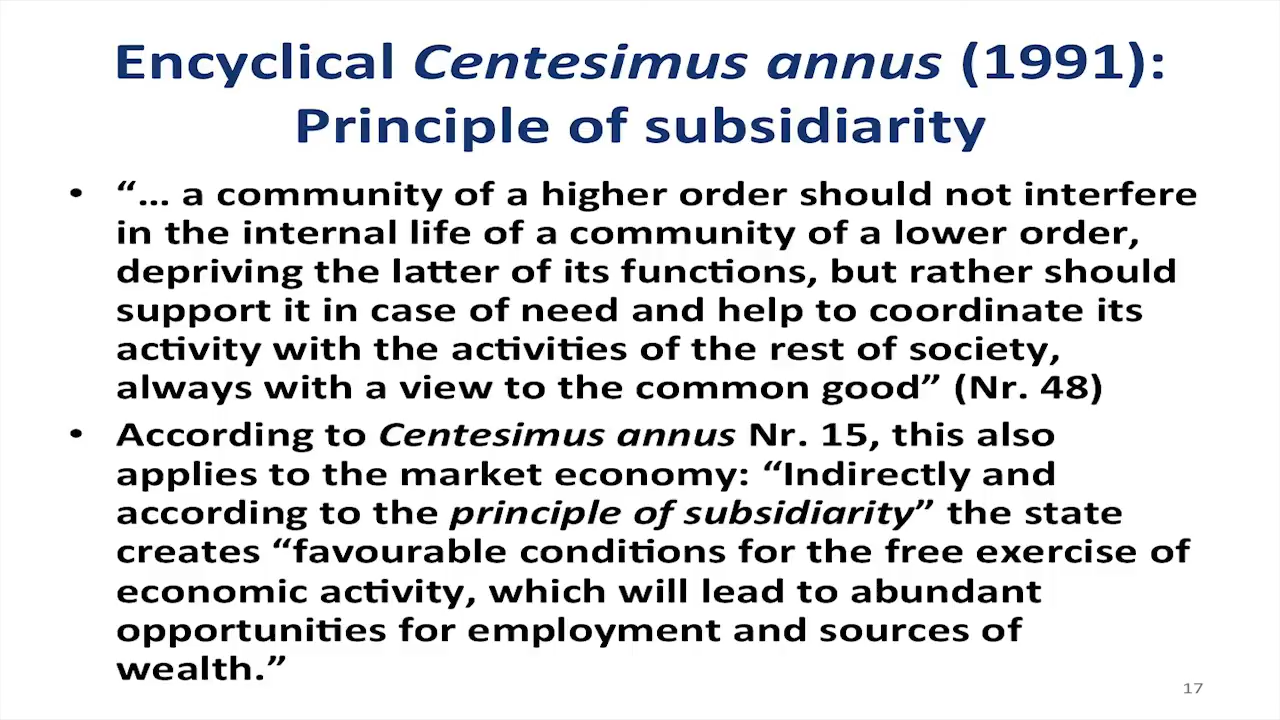 Encyclical Centesimus annus (1991):
Principle of subsidiarity
• “... a community of a higher order should not interfere
in the internal life of a community of a lower order,
depriving the latter of its functions, but rather should
support it in case of need and help to coordinate its
activity with the activities of the rest of society,
always with a view to the common good” (Nr. 48)
• According to Centesimus annus Nr. 15, this also
applies to the market economy: “Indirectly and
according to the principle of subsidiarity” the state
creates “favourable conditions for the free exercise of
economic activity, which will lead to abundant
opportunities for employment and sources of
wealth.”
17